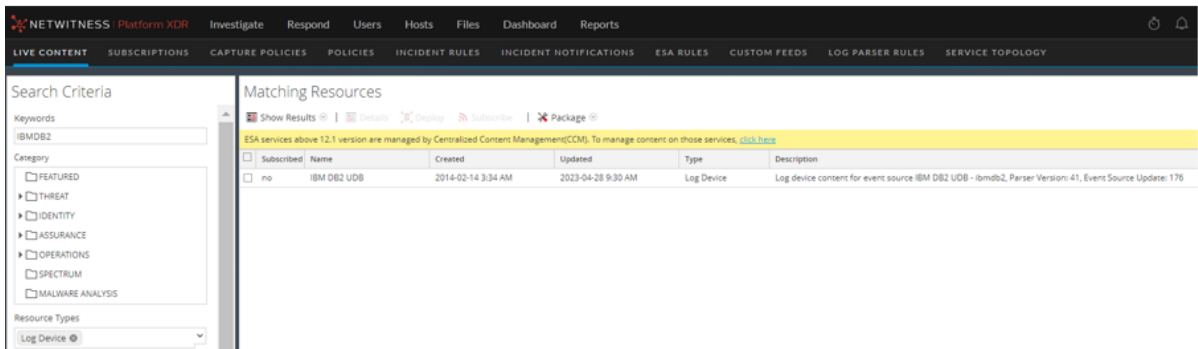 NETWITNESS Platform XDR Investigate Respond Users Hosts Files Dashboard Reports
LIVE CONTENT SUBSCRIPTIONS CAPTURE POLICIES POLICIES INCIDENT RULES INCIDENT NOTIFICATIONS ESA RULES CUSTOM FEEDS LOG PARSER RULES SERVICE TOPOLOGY
Search Criteria
Keywords
IBMDB2
Category
FEATURED
THREAT
IDENTITY
ASSURANCE
OPERATIONS
SPECTRUM
MALWARE ANALYSIS
Resource Types
Log Device
Matching Resources
Show Results Details Deploy Subscribe Package
ESA services above 12.1 version are managed by Centralized Content Management(CCM). To manage content on those services, click here
Subscribed Name Created Updated Type Description
no IBM DB2 UDB 2014-02-14 3:34 AM 2023-04-28 9:30 AM Log Device Log device content for event source IBM DB2 UDB - ibmdb2, Parser Version: 41, Event Source Update: 176